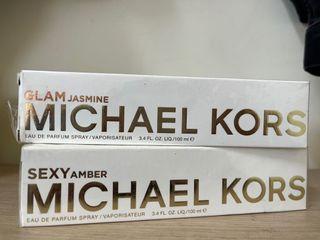 GLAM JASMINE
MICHAEL KORS
EAU DE PARFUM SPRAY / VAPORISATEUR 3.4 FL. OZ. LIQ./100 ml ℮
SEXY AMBER
MICHAEL KORS
EAU DE PARFUM SPRAY / VAPORISATEUR 3.4 FL. OZ. LIQ./100 ml ℮